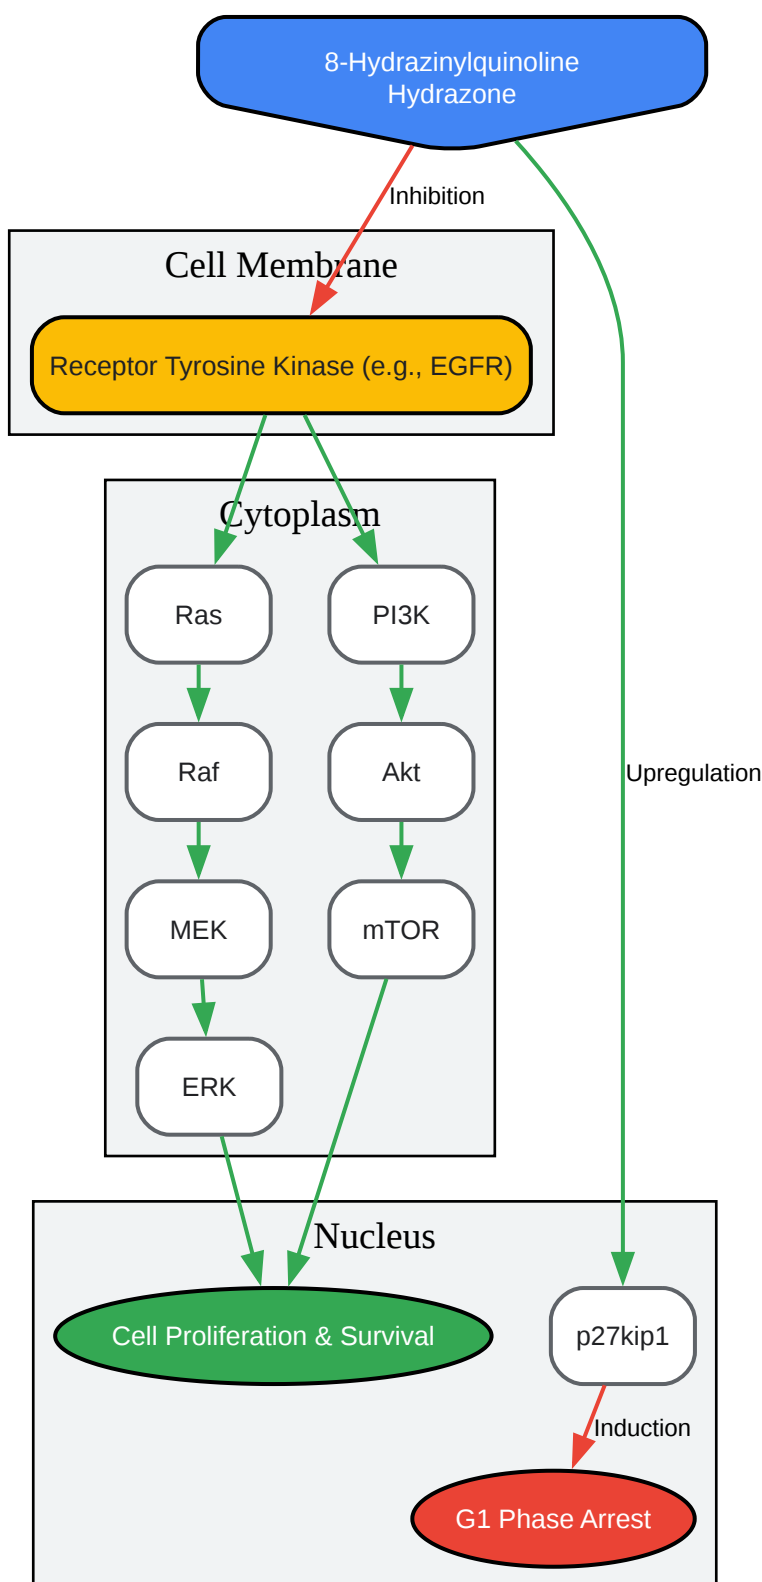 8-Hydrazinylquinoline
Hydrazone
Inhibition
Cell Membrane
Receptor Tyrosine Kinase (e.g., EGFR)
Cytoplasm
Ras
PI3K
Raf
Akt
Upregulation
MEK
mTOR
ERK
Nucleus
Cell Proliferation & Survival
p27kip1
Induction
G1 Phase Arrest